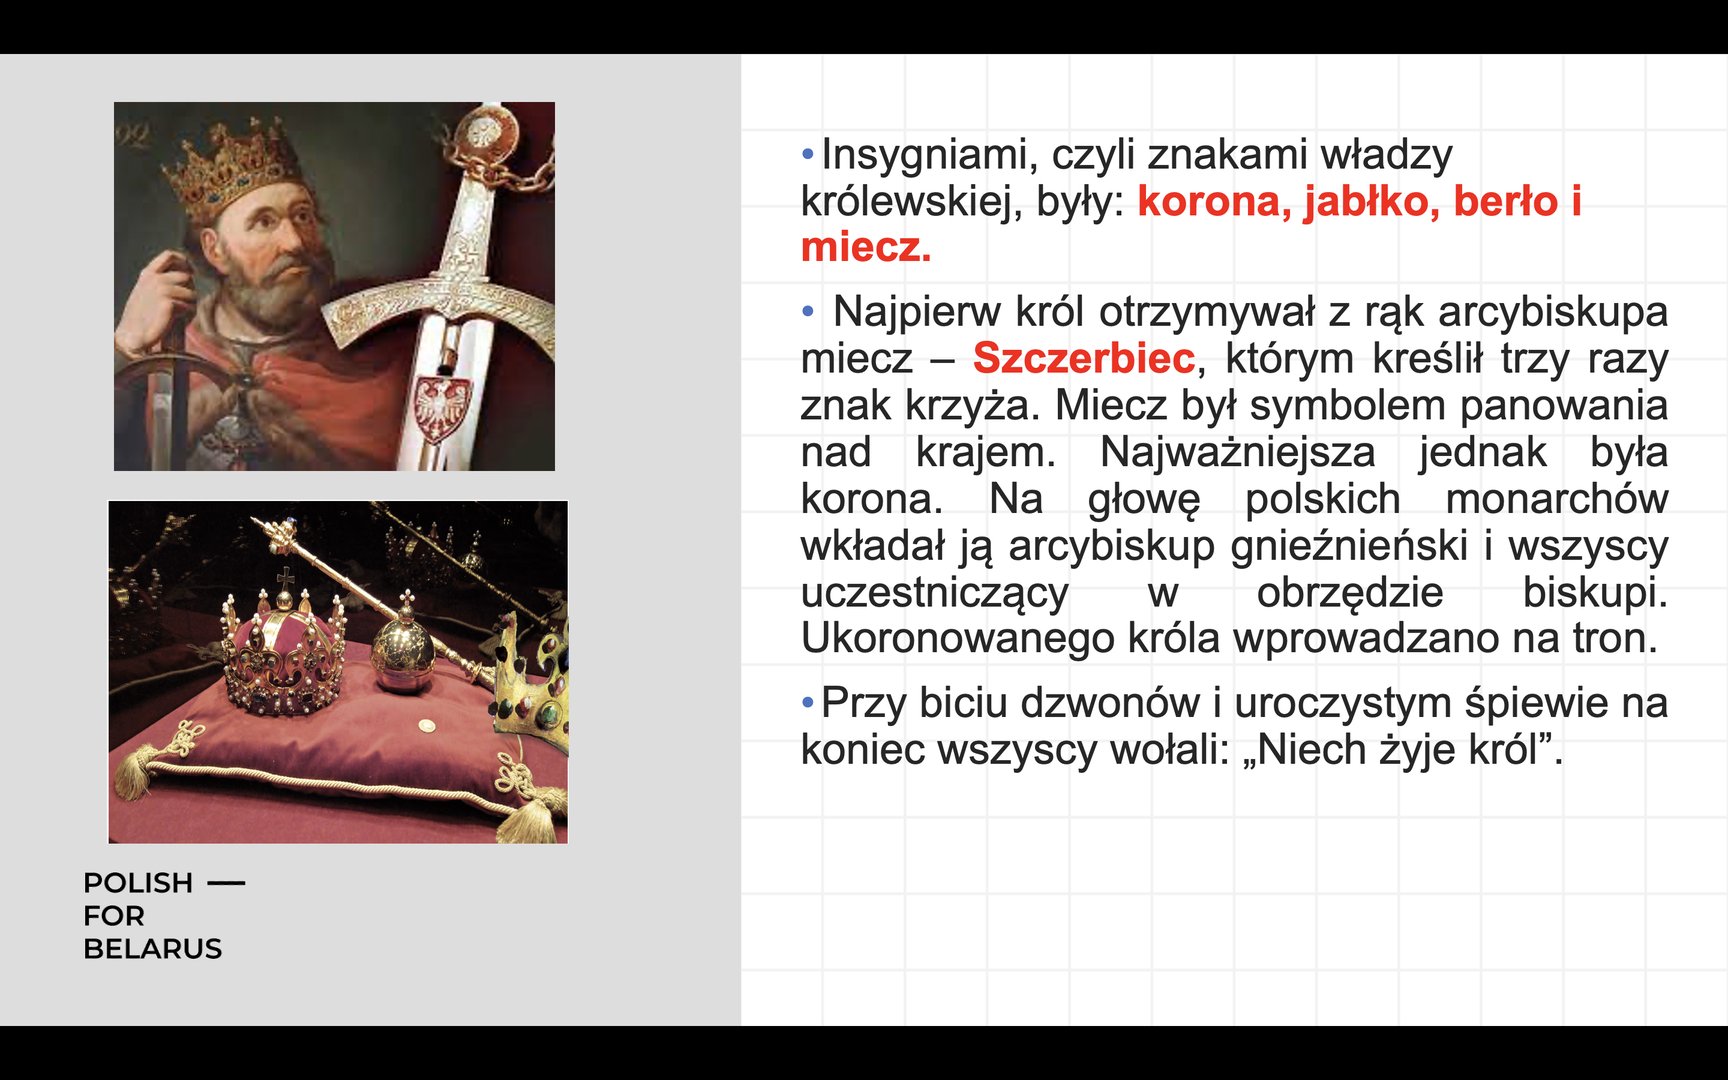 •Insygniami, czyli znakami władzy
królewskiej, były: korona, jabłko, berło i
miecz.
• Najpierw król otrzymywał z rąk arcybiskupa
miecz – Szczerbiec, którym kreślił trzy razy
znak krzyża. Miecz był symbolem panowania
nad krajem. Najważniejsza jednak była
korona. Na głowę polskich monarchów
wkładał ją arcybiskup gnieźnieński i wszyscy
uczestniczący w obrzędzie biskupi.
Ukoronowanego króla wprowadzano na tron.
•Przy biciu dzwonów i uroczystym śpiewie na
koniec wszyscy wołali: „Niech żyje król”.
POLISH —
FOR
BELARUS